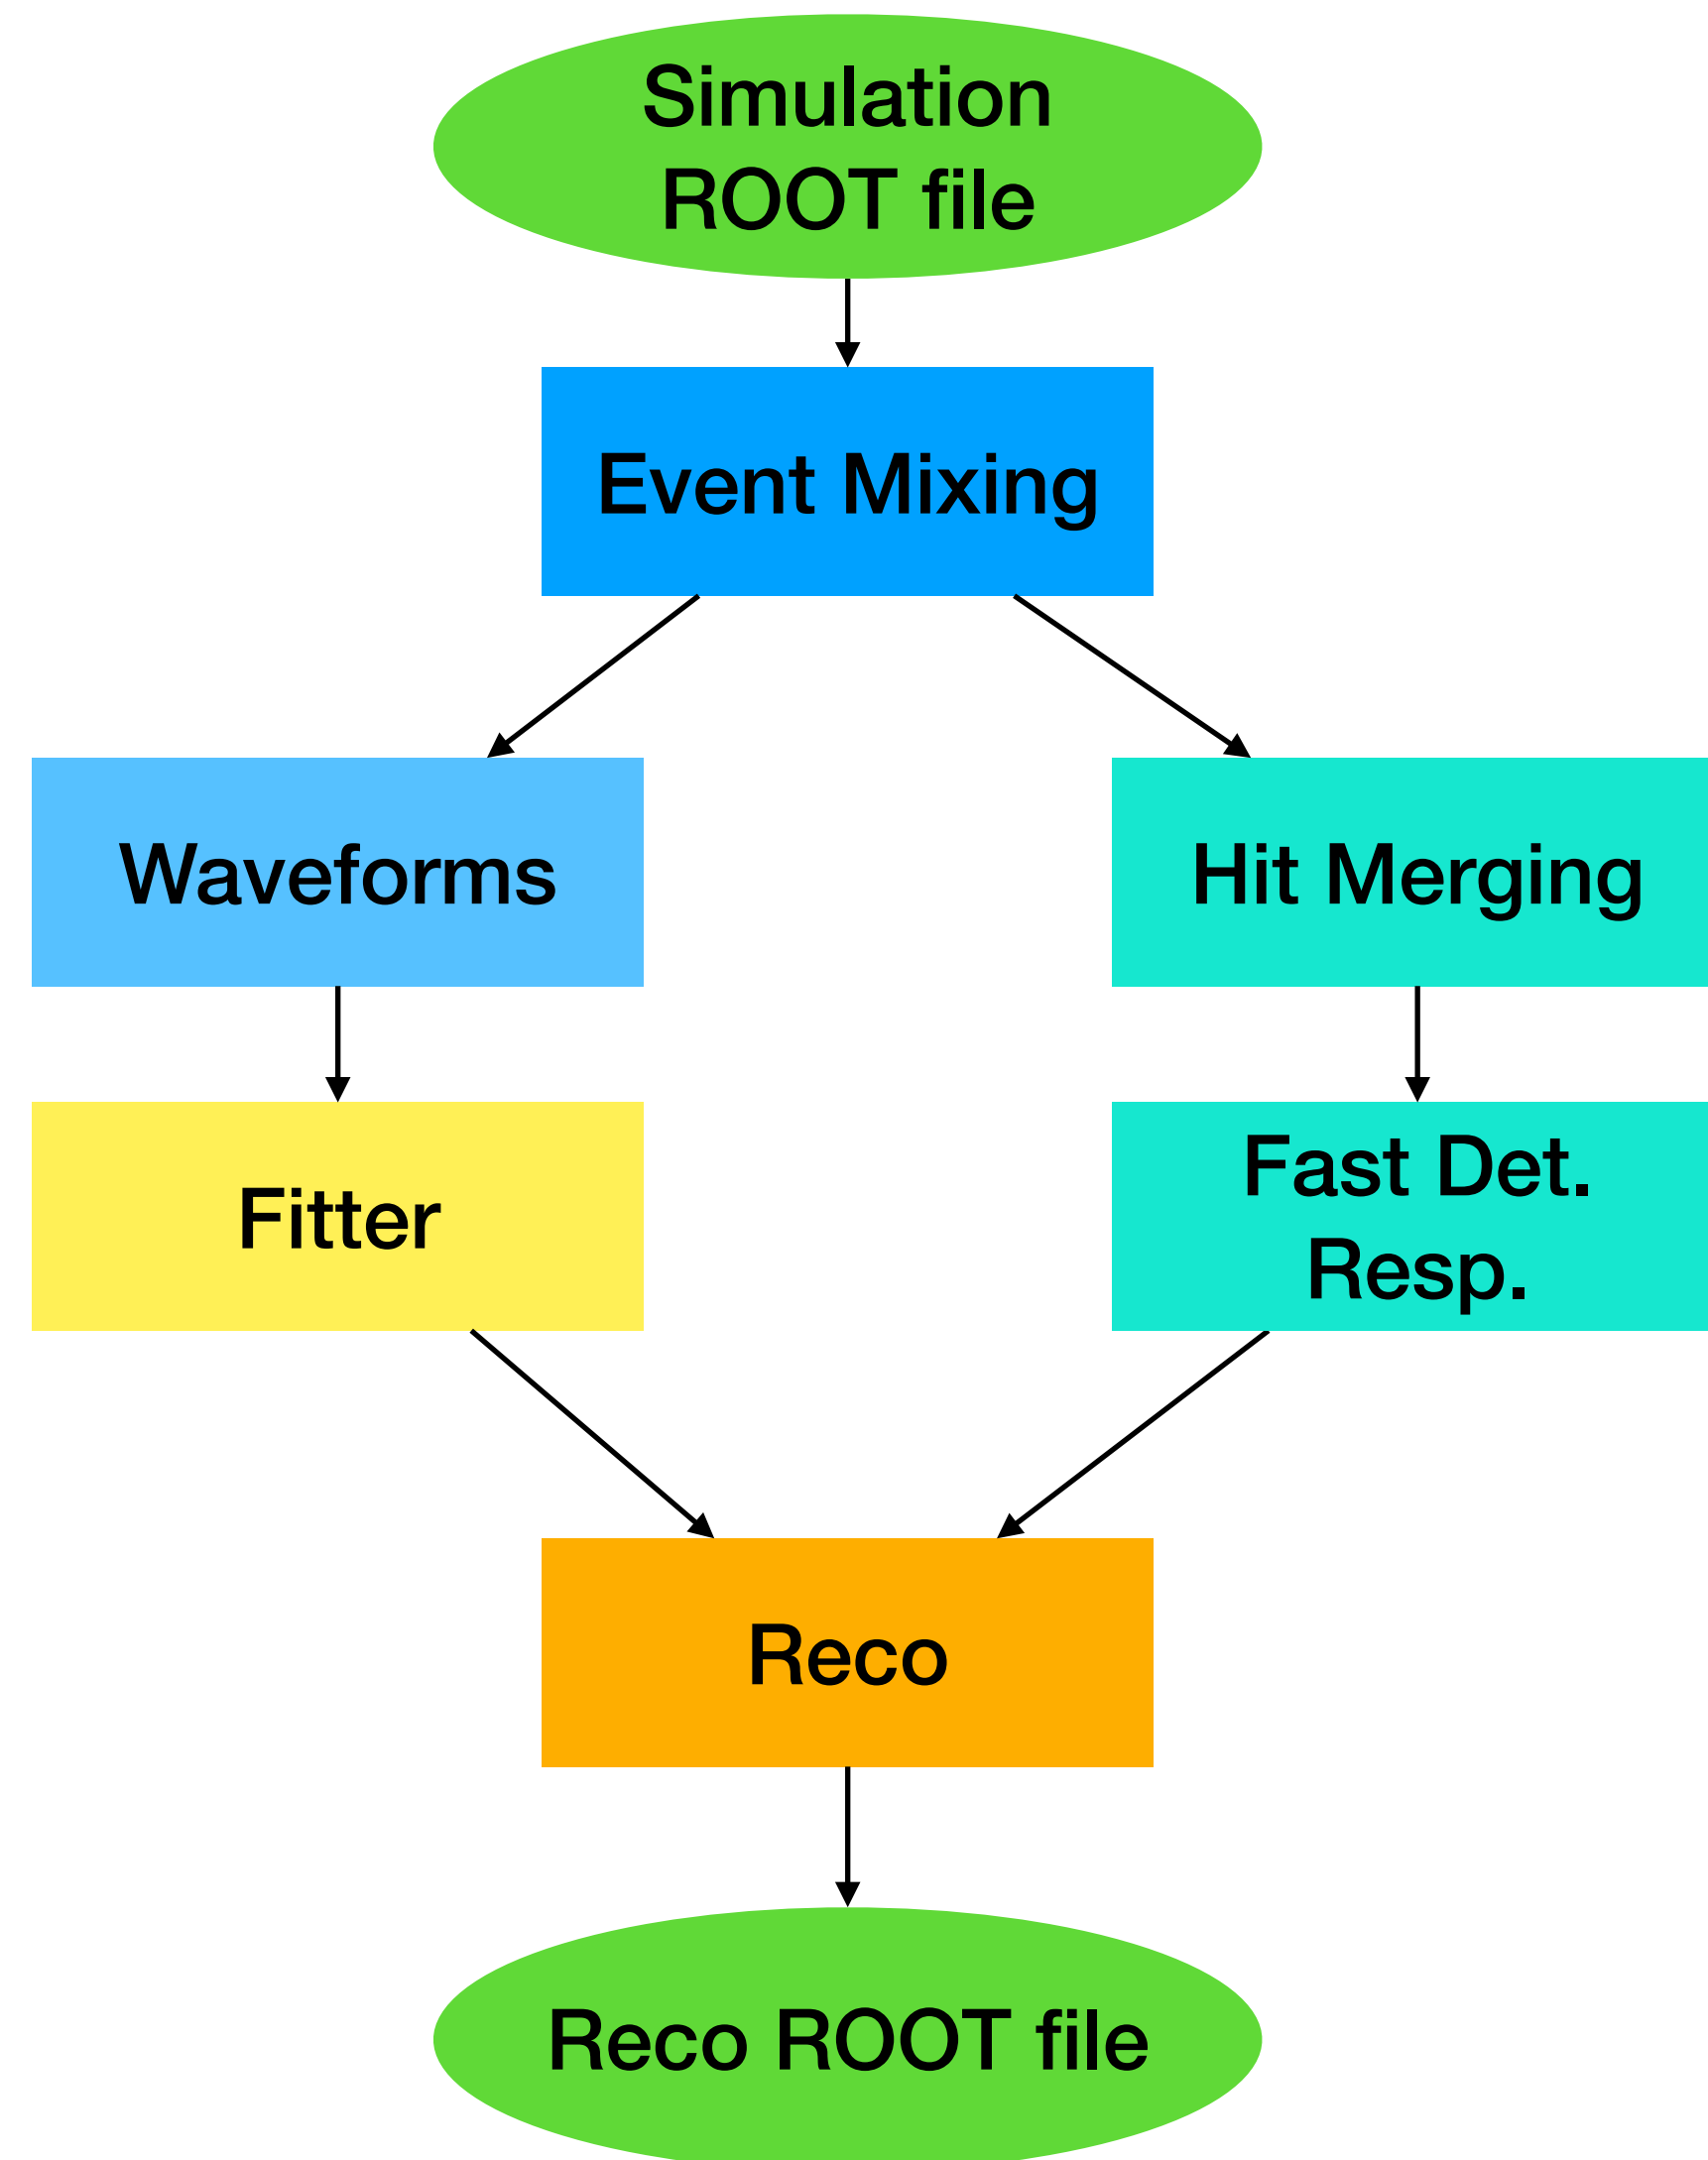 Simulation
ROOT file
Event Mixing
Waveforms
Hit Merging
Fitter
Fast Det.
Resp.
Reco
Reco ROOT file